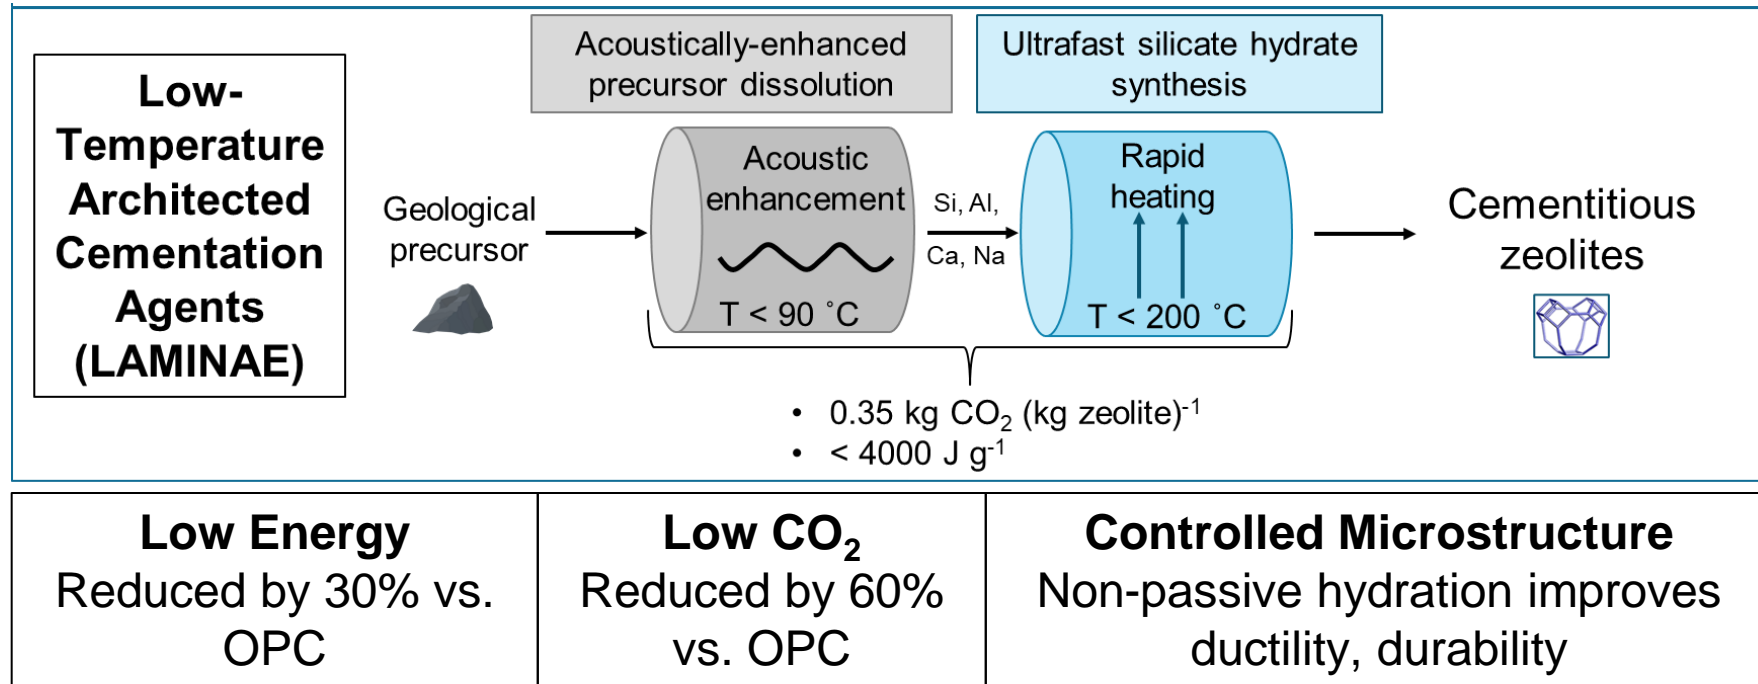 Low-
Temperature
Architected
Cementation
Agents
(LAMINAE)
Acoustically-enhanced
precursor dissolution
Ultrafast silicate hydrate
synthesis
Geological
precursor
Acoustic
enhancement
T < 90 ˚C
Si, Al,
Ca, Na
Rapid
heating
T < 200 ˚C
Cementitious
zeolites
• 0.35 kg CO₂ (kg zeolite)⁻¹
• < 4000 J g⁻¹
Low Energy
Reduced by 30% vs.
OPC
Low CO₂
Reduced by 60%
vs. OPC
Controlled Microstructure
Non-passive hydration improves
ductility, durability